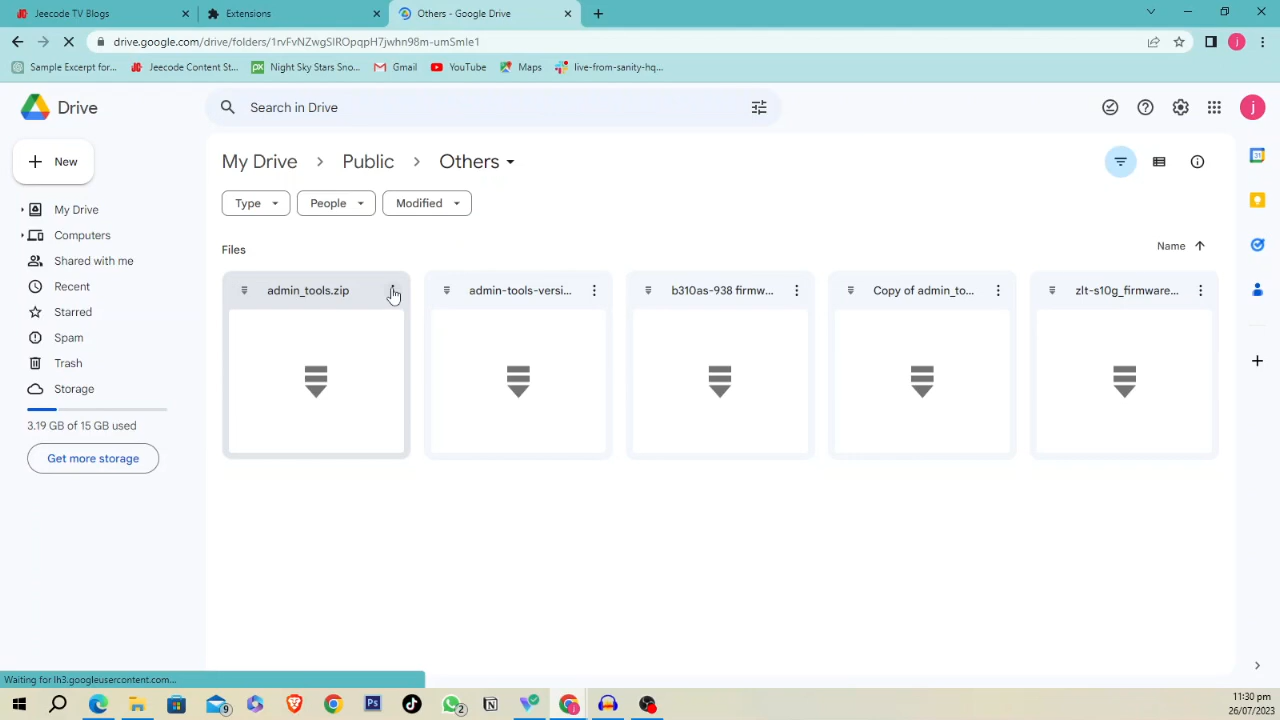 Jeecode TV Blogs
Extensions
Others - Google Drive
drive.google.com/drive/folders/1rvFvNZwgSIROpqpH7jwhn98m-umSmle1
Sample Excerpt for...
Jeecode Content St...
Night Sky Stars Sno...
Gmail
YouTube
Maps
live-from-sanity-hq...
j
Drive
Search in Drive
j
New
My Drive
Public
Others
Type
People
Modified
My Drive
Computers
Shared with me
Recent
Starred
Spam
Trash
Storage
3.19 GB of 15 GB used
Get more storage
Files
Name
admin_tools.zip
admin-tools-versi...
b310as-938 firmw...
Copy of admin_to...
zlt-s10g_firmware...
31
Waiting for lh3.googleusercontent.com...
9
Ps
2
11:30 pm
26/07/2023